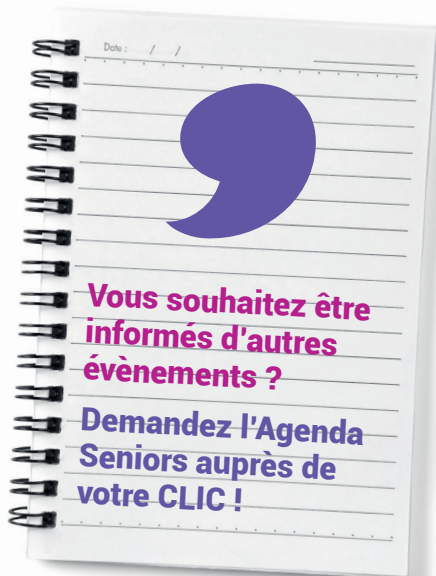 Date : / /
Vous souhaitez être
informés d'autres
évènements ?
Demandez l'Agenda
Seniors auprès de
votre CLIC !